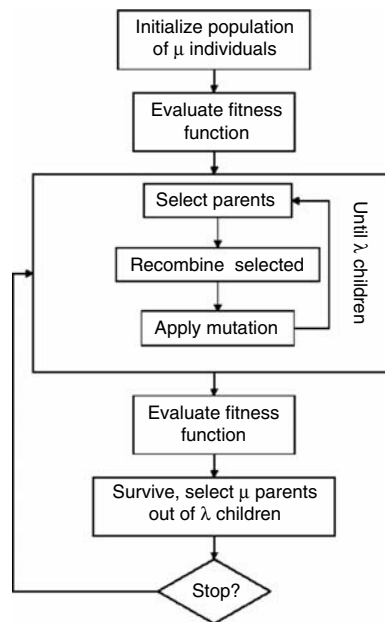 Initialize population
of μ individuals
Evaluate fitness
function
Select parents
Recombine selected
Apply mutation
Until λ children
Evaluate fitness
function
Survive, select μ parents
out of λ children
Stop?